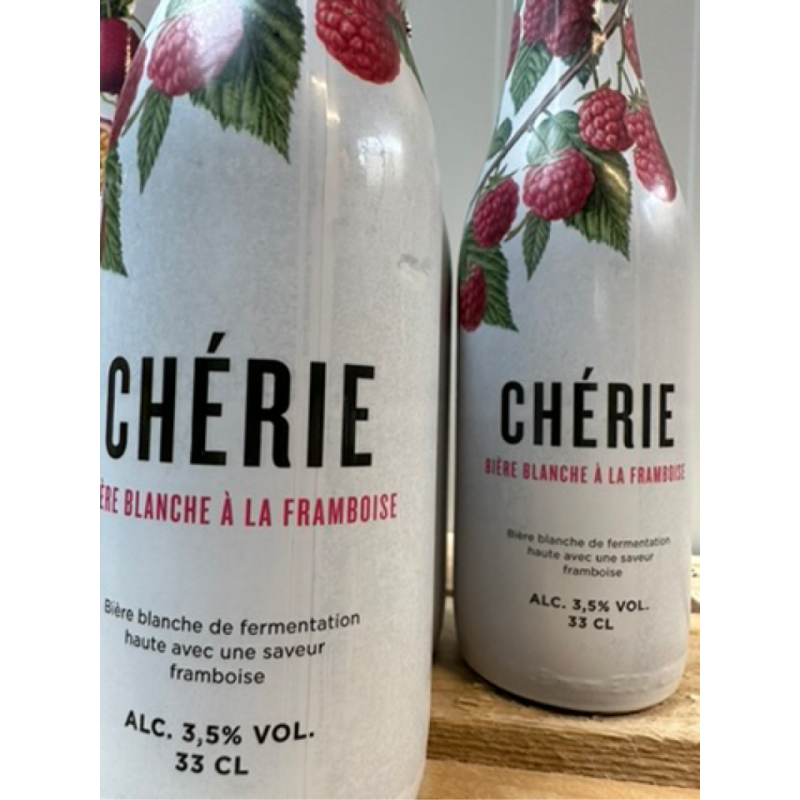 CHÉRIE
BLANCHE À LA FRAMBOISE
Bière blanche de fermentation
haute avec une saveur
framboise
ALC. 3,5% VOL.
33 CL
CHÉRIE
BIÈRE BLANCHE À LA FRAMBOISE
Bière blanche de fermentation
haute avec une saveur
framboise
ALC. 3,5% VOL.
33 CL